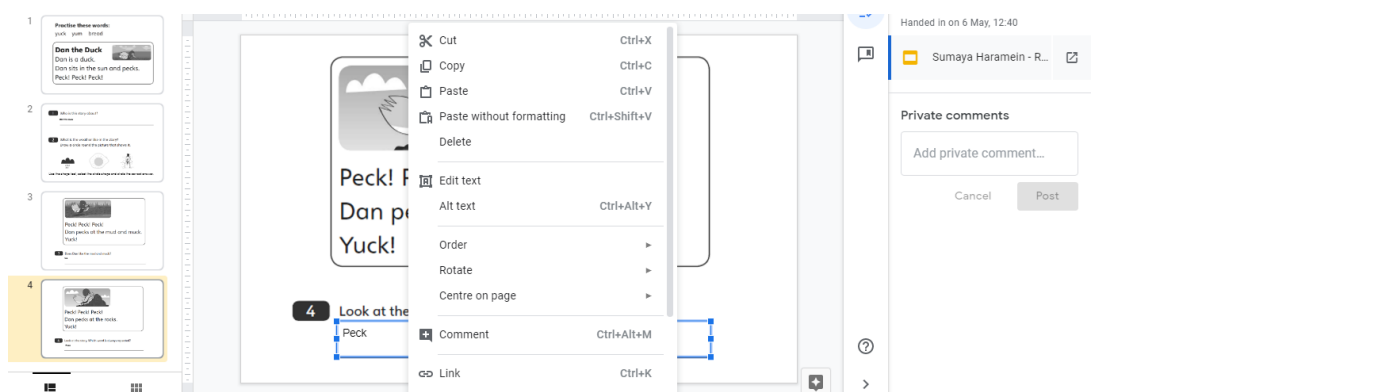 1
Practise these words:
yuck yum bread
Dan the Duck
Dan is a duck.
Dan sits in the sun and pecks.
Peck! Peck! Peck!
2
3
Peck! Peck! Peck!
Dan pecks at the mud and muck.
Yuck!
4
Peck! Peck! Peck!
Dan pecks at the rocks.
Yuck!
Peck! P
Dan pe
Yuck!
4 Look at the
Peck
Cut Ctrl+X
Copy Ctrl+C
Paste Ctrl+V
Paste without formatting Ctrl+Shift+V
Delete
Edit text
Alt text Ctrl+Alt+Y
Order
Rotate
Centre on page
Comment Ctrl+Alt+M
Link Ctrl+K
Handed in on 6 May, 12:40
Sumaya Haramein - R...
Private comments
Add private comment...
Cancel Post